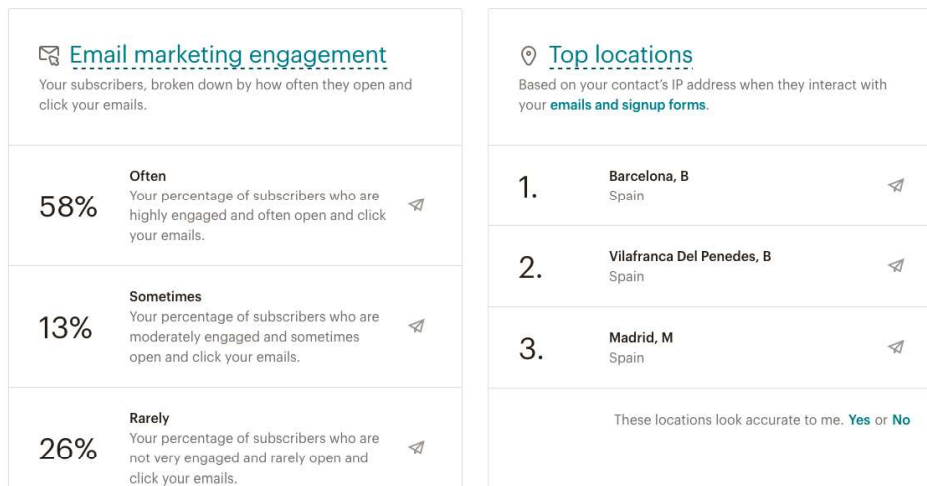 Email marketing engagement
Your subscribers, broken down by how often they open and
click your emails.
58%
Often
Your percentage of subscribers who are
highly engaged and often open and click
your emails.
13%
Sometimes
Your percentage of subscribers who are
moderately engaged and sometimes
open and click your emails.
26%
Rarely
Your percentage of subscribers who are
not very engaged and rarely open and
click your emails.
Top locations
Based on your contact’s IP address when they interact with
your emails and signup forms.
1.
Barcelona, B
Spain
2.
Vilafranca Del Penedes, B
Spain
3.
Madrid, M
Spain
These locations look accurate to me. Yes or No